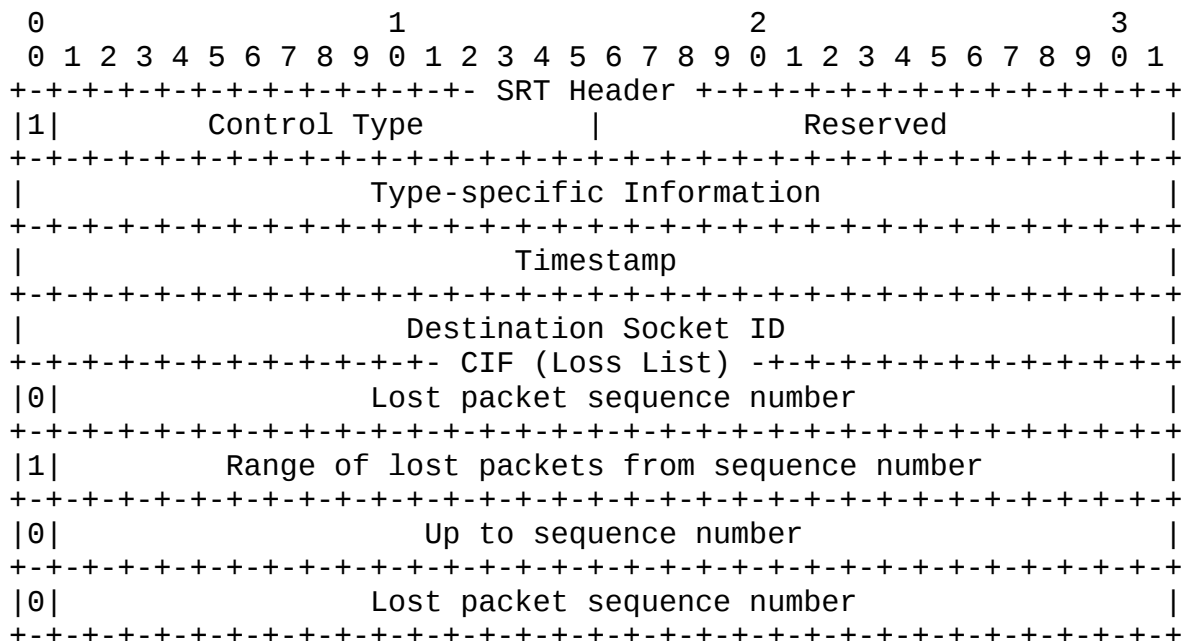 0                   1                   2                   3
 0 1 2 3 4 5 6 7 8 9 0 1 2 3 4 5 6 7 8 9 0 1 2 3 4 5 6 7 8 9 0 1
+-+-+-+-+-+-+-+-+-+-+-+-+- SRT Header +-+-+-+-+-+-+-+-+-+-+-+-+-+
|1|        Control Type         |           Reserved            |
+-+-+-+-+-+-+-+-+-+-+-+-+-+-+-+-+-+-+-+-+-+-+-+-+-+-+-+-+-+-+-+-+
|                   Type-specific Information                   |
+-+-+-+-+-+-+-+-+-+-+-+-+-+-+-+-+-+-+-+-+-+-+-+-+-+-+-+-+-+-+-+-+
|                           Timestamp                           |
+-+-+-+-+-+-+-+-+-+-+-+-+-+-+-+-+-+-+-+-+-+-+-+-+-+-+-+-+-+-+-+-+
|                     Destination Socket ID                     |
+-+-+-+-+-+-+-+-+-+-+-+- CIF (Loss List) -+-+-+-+-+-+-+-+-+-+-+-+
|0|                 Lost packet sequence number                 |
+-+-+-+-+-+-+-+-+-+-+-+-+-+-+-+-+-+-+-+-+-+-+-+-+-+-+-+-+-+-+-+-+
|1|         Range of lost packets from sequence number          |
+-+-+-+-+-+-+-+-+-+-+-+-+-+-+-+-+-+-+-+-+-+-+-+-+-+-+-+-+-+-+-+-+
|0|                    Up to sequence number                    |
+-+-+-+-+-+-+-+-+-+-+-+-+-+-+-+-+-+-+-+-+-+-+-+-+-+-+-+-+-+-+-+-+
|0|                 Lost packet sequence number                 |
+-+-+-+-+-+-+-+-+-+-+-+-+-+-+-+-+-+-+-+-+-+-+-+-+-+-+-+-+-+-+-+-+